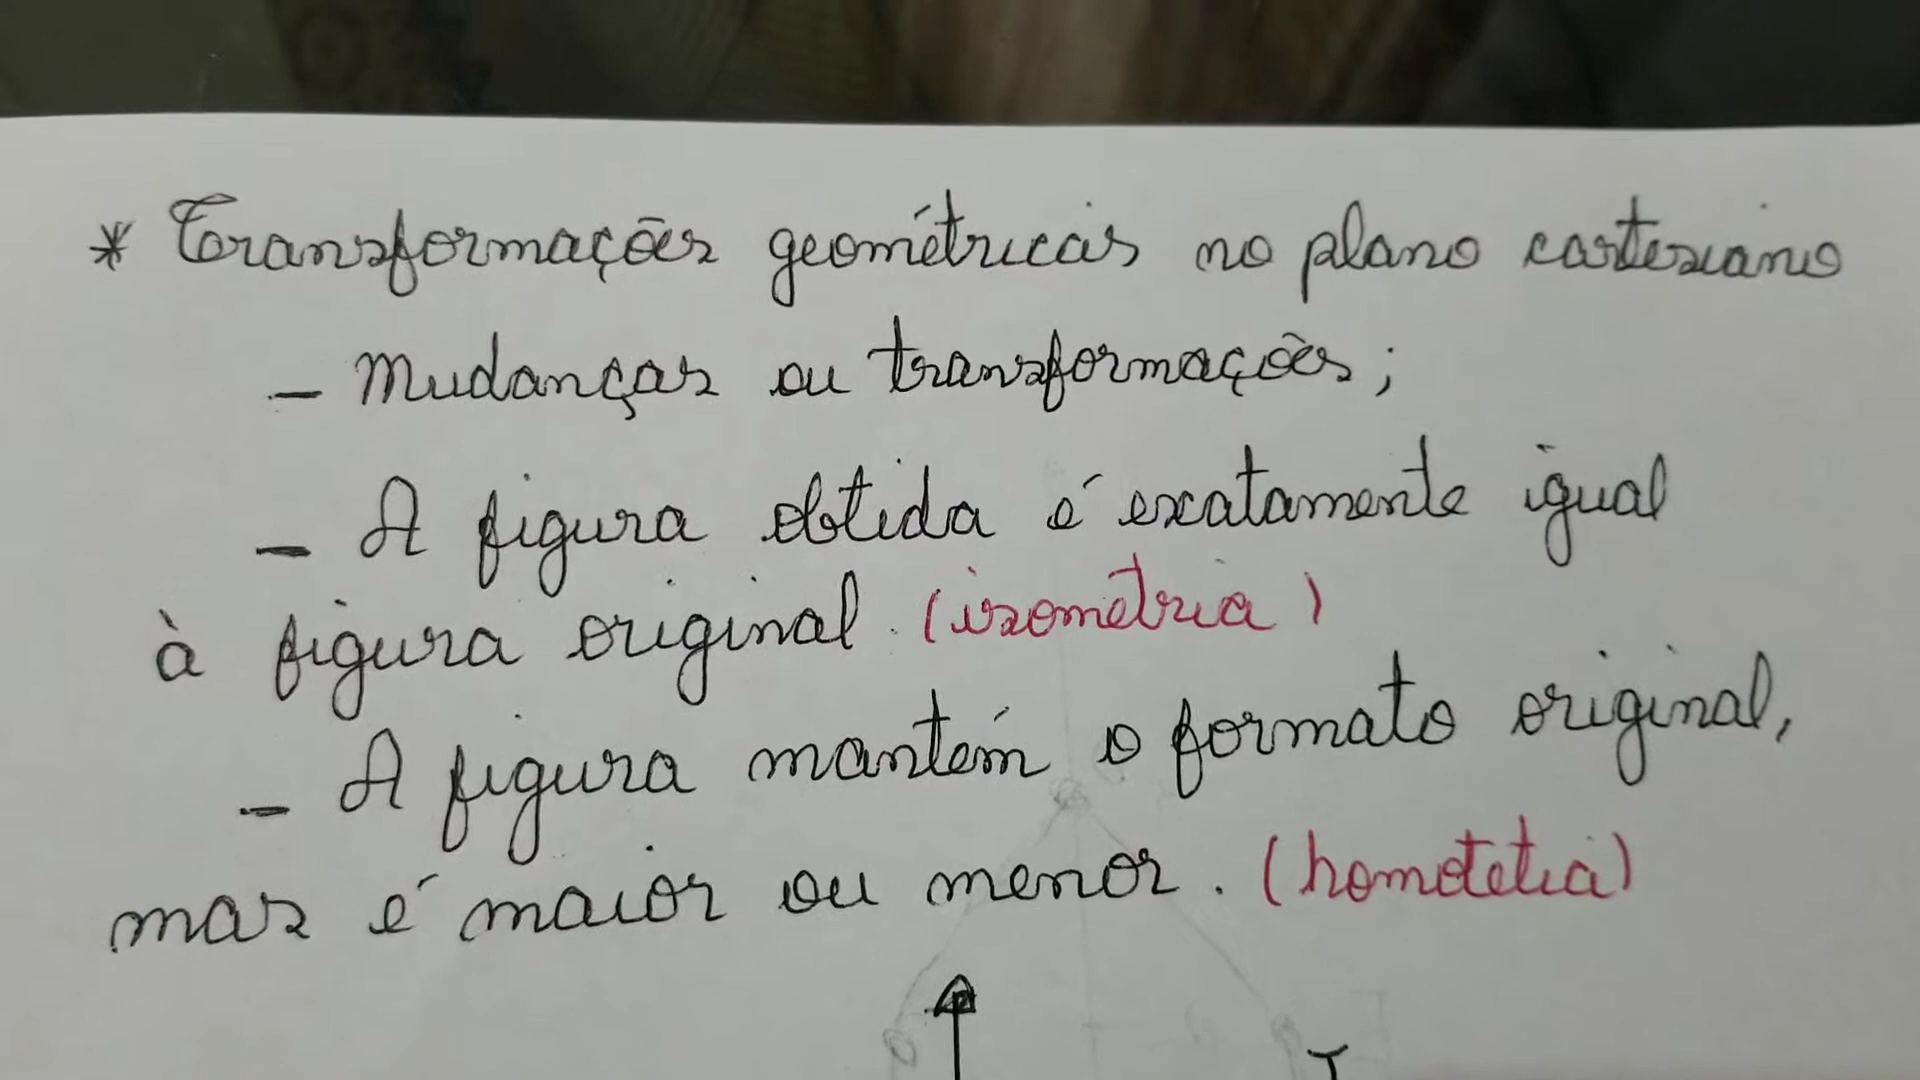 * Transformações geométricas no plano cartesiano
- Mudanças ou transformações;
- A figura obtida é exatamente igual
à figura original. (isometria)
- A figura mantém o formato original,
mas é maior ou menor. (homotetia)